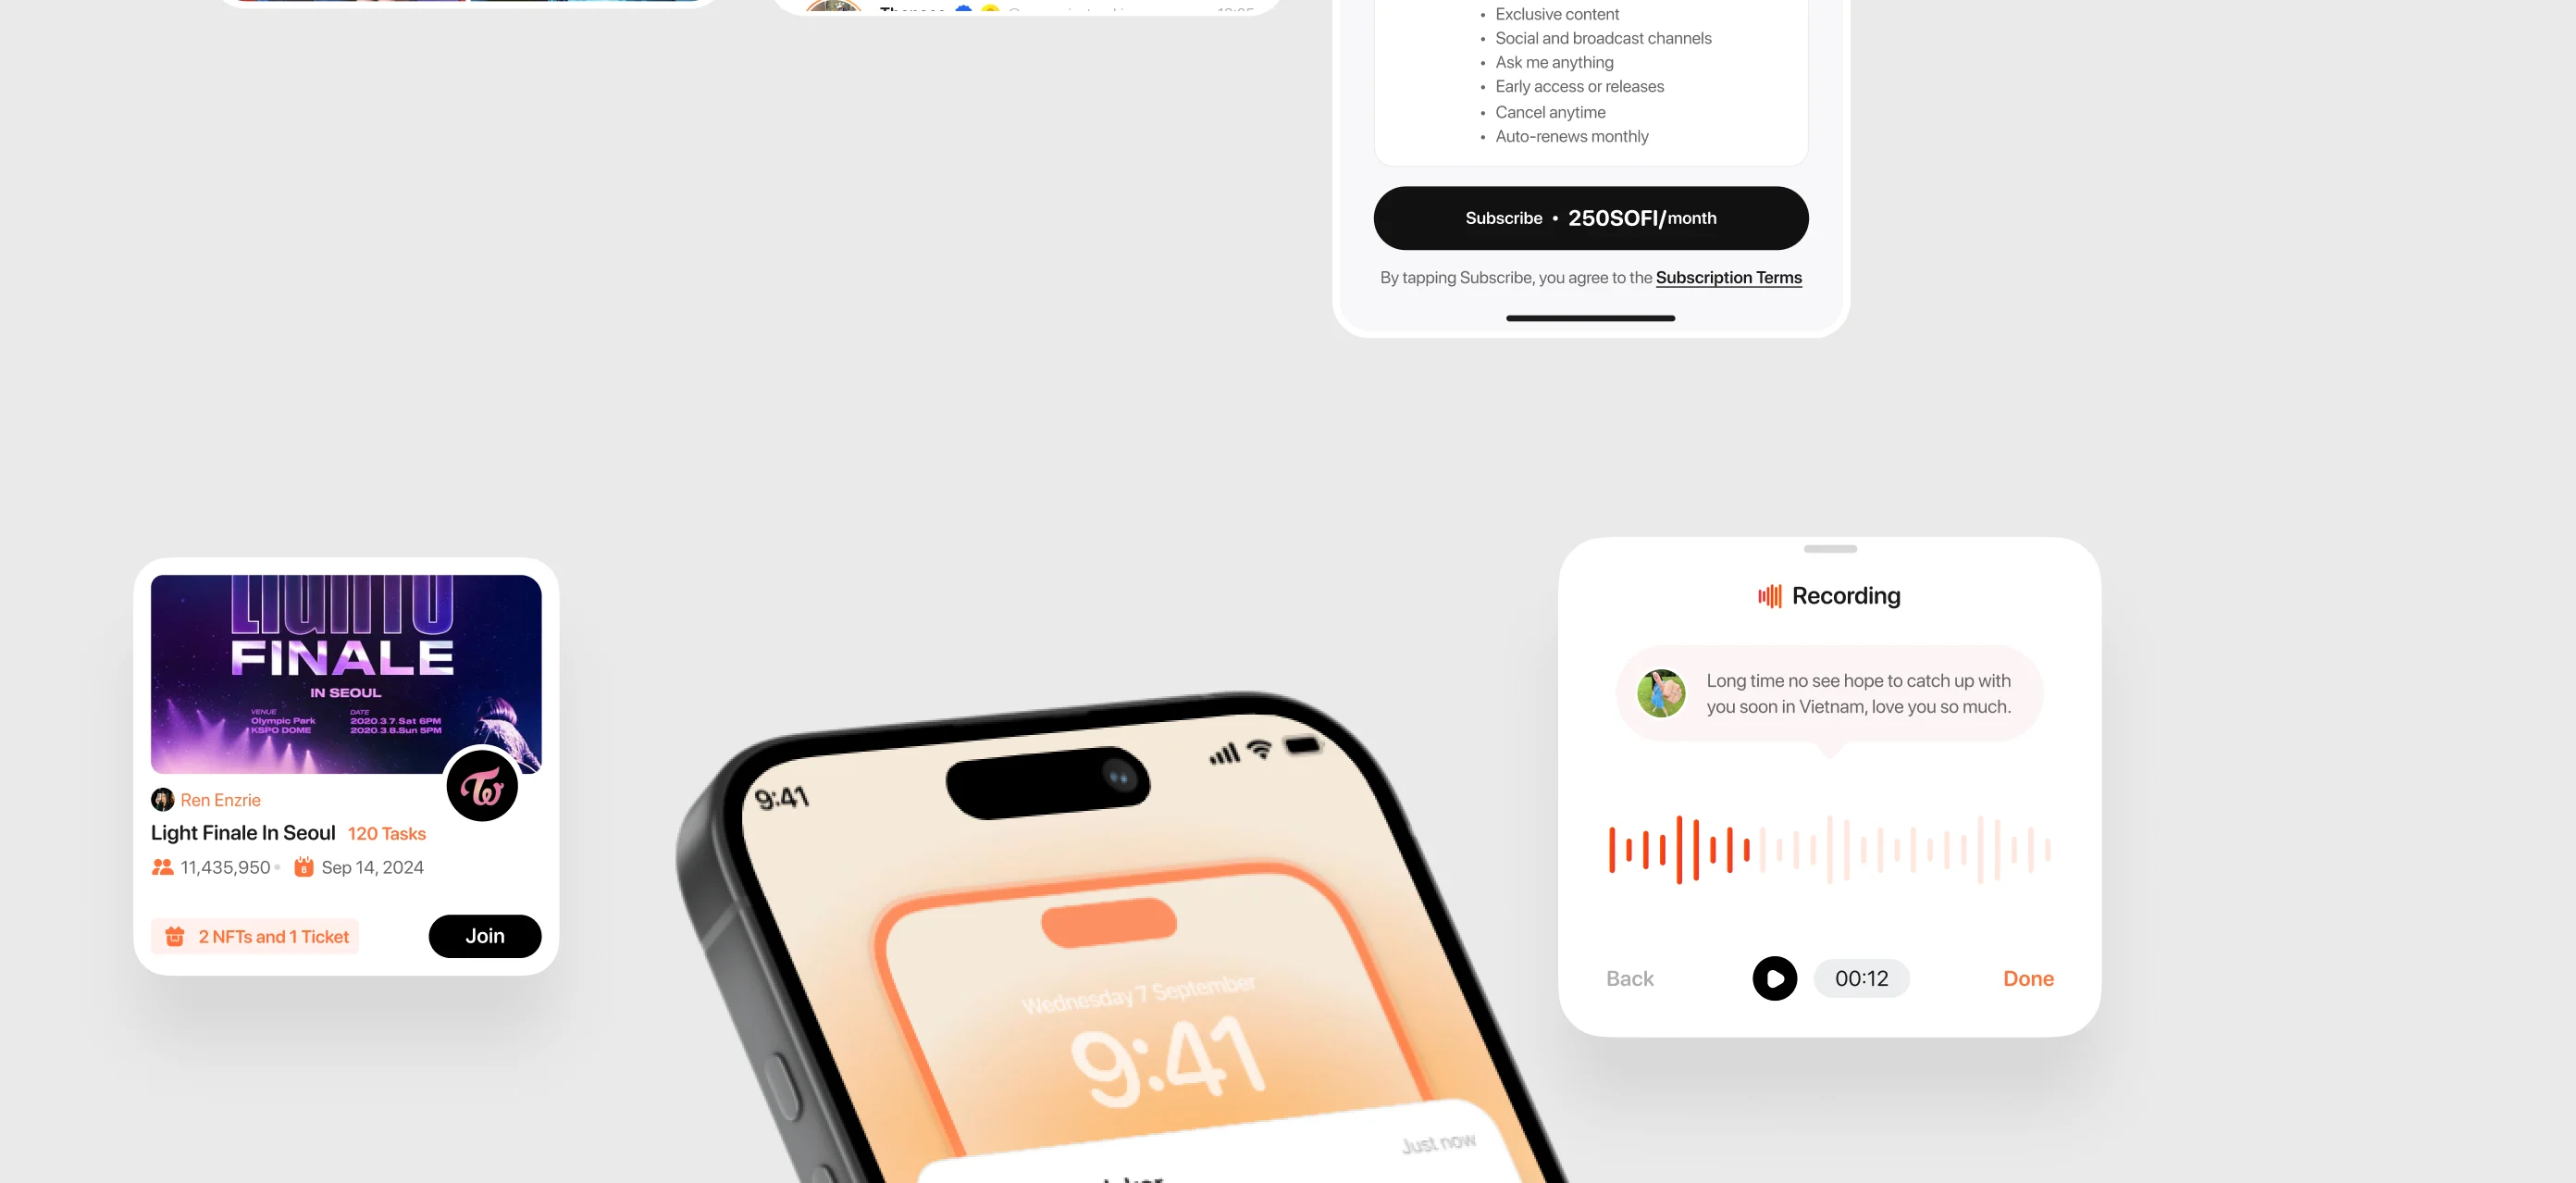 Exclusive content
Social and broadcast channels
Ask me anything
Early access or releases
Cancel anytime
Auto-renews monthly
Subscribe • 250SOFI/month
By tapping Subscribe, you agree to the Subscription Terms
FINALE
IN SEOUL
VENUE
Olympic Park
KSPO DOME
DATE
2020.3.7.Sat 6PM
2020.3.8.Sun 5PM
Ren Enzrie
Light Finale In Seoul 120 Tasks
11,435,950 • 8 Sep 14, 2024
2 NFTs and 1 Ticket
Join
9:41
Wednesday 7 September
9:41
Just now
Recording
Long time no see hope to catch up with
you soon in Vietnam, love you so much.
Back
00:12
Done